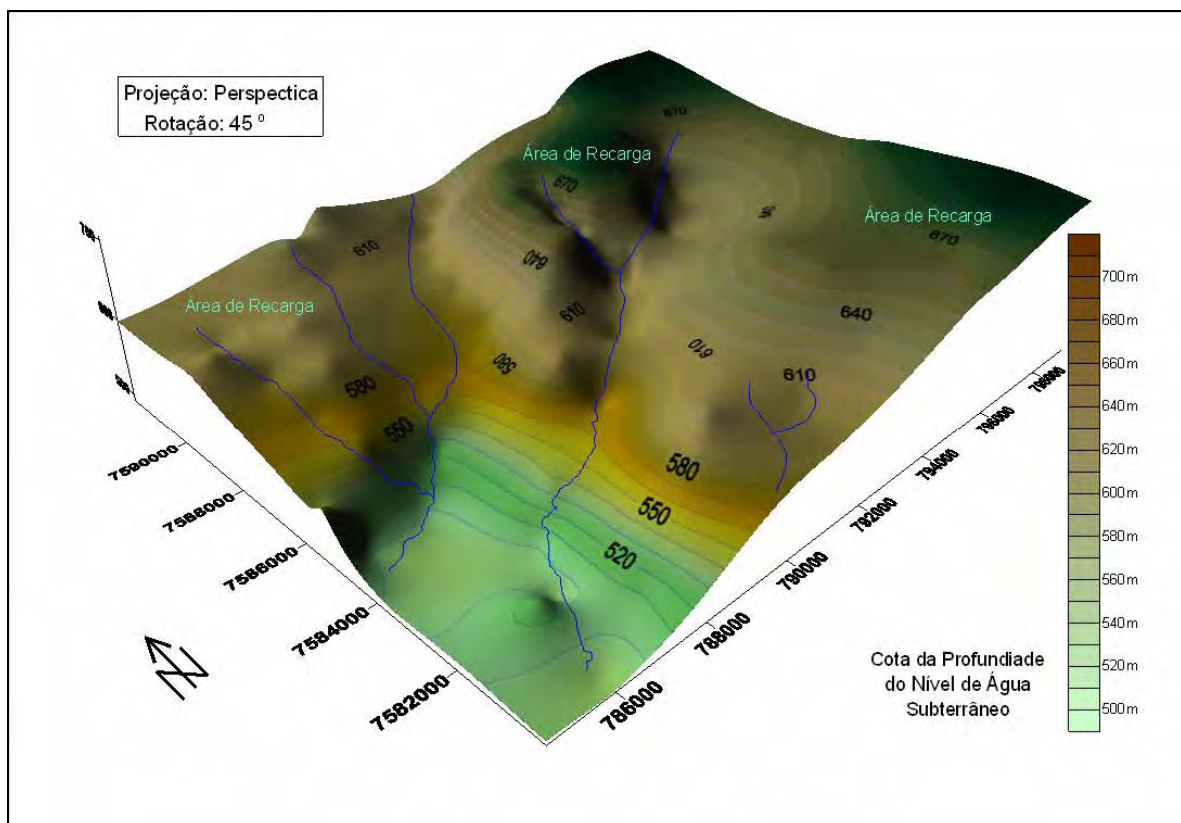 Projeção: Perspectica
Rotação: 45 º
670
Área de Recarga
670
Área de Recarga
670
610
640
Área de Recarga
610
640
610
610
580
580
550
580
550
520
700m
680m
660m
640m
620m
600m
580m
560m
540m
520m
500m
7590000
7588000
7586000
7584000
7582000
786000
788000
790000
792000
794000
796000
N
Cota da Profundiade
do Nível de Água
Subterrâneo